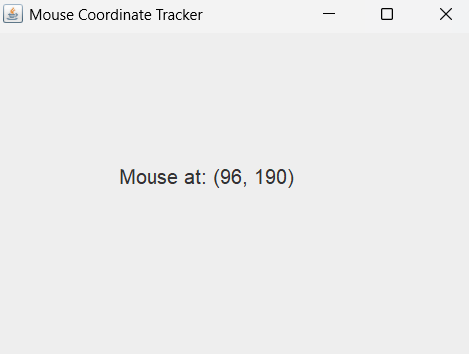 Mouse Coordinate Tracker
Mouse at: (96, 190)